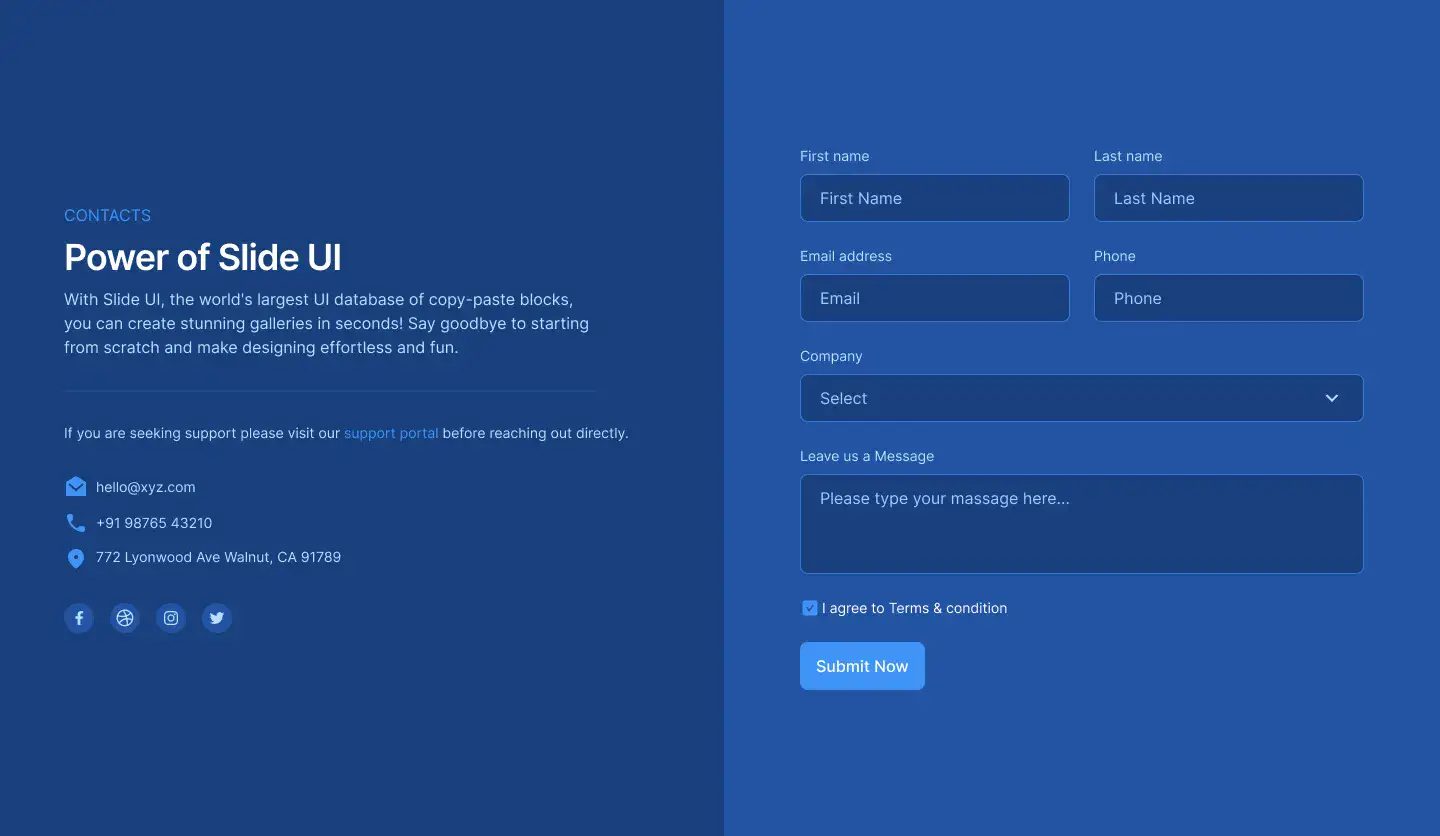 CONTACTS
Power of Slide UI
With Slide UI, the world's largest UI database of copy-paste blocks,
you can create stunning galleries in seconds! Say goodbye to starting
from scratch and make designing effortless and fun.
If you are seeking support please visit our support portal before reaching out directly.
hello@xyz.com
+91 98765 43210
772 Lyonwood Ave Walnut, CA 91789
First name
First Name
Last name
Last Name
Email address
Email
Phone
Phone
Company
Select
Leave us a Message
Please type your massage here...
I agree to Terms & condition
Submit Now